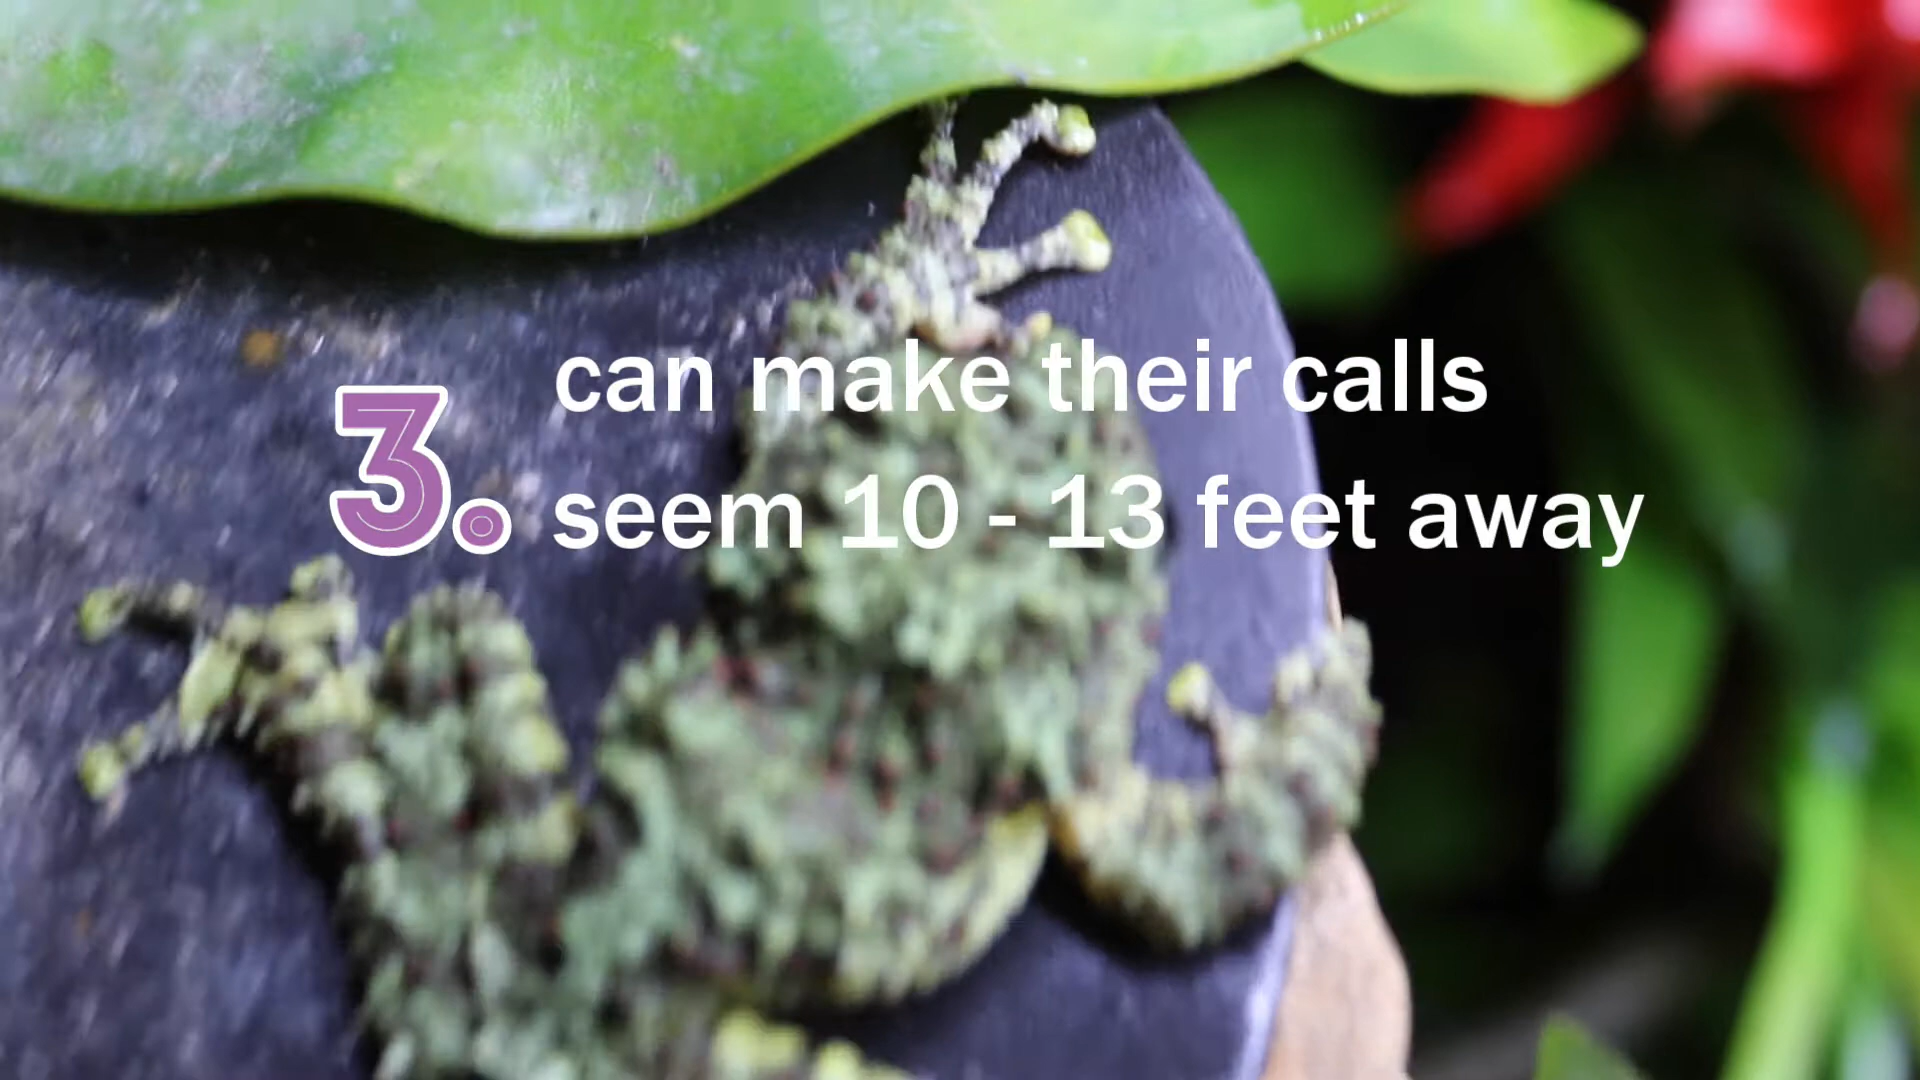 3. can make their calls
seem 10 - 13 feet away